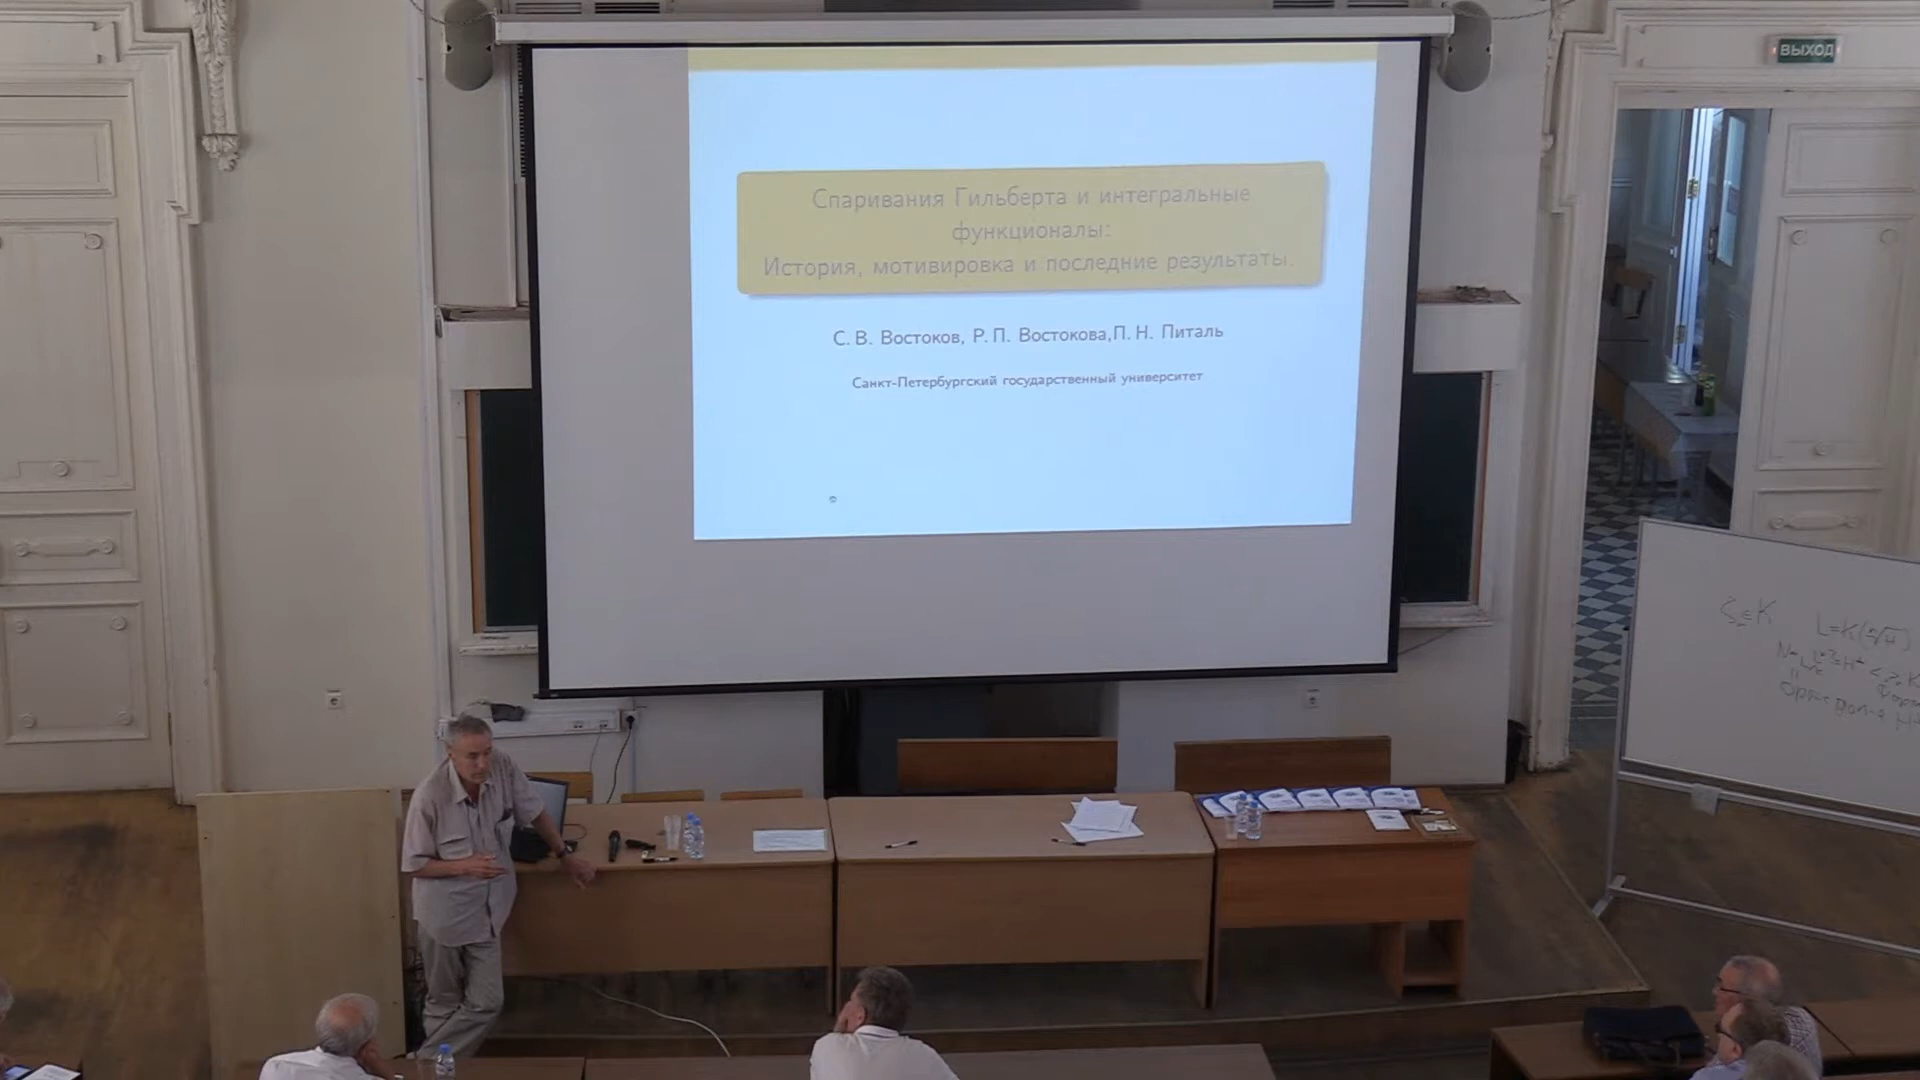 ВЫХОД
Спаривания Гильберта и интегральные
функционалы:
История, мотивировка и последние результаты.
С. В. Востоков, Р. П. Востокова,П. Н. Питаль
Санкт-Петербургский государственный университет